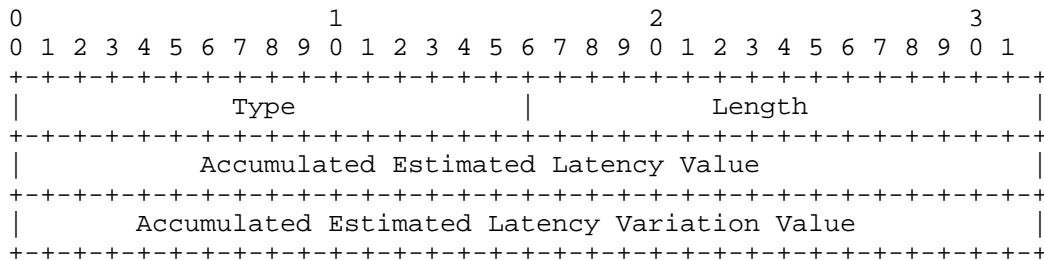 0                   1                   2                   3
0 1 2 3 4 5 6 7 8 9 0 1 2 3 4 5 6 7 8 9 0 1 2 3 4 5 6 7 8 9 0 1
+-+-+-+-+-+-+-+-+-+-+-+-+-+-+-+-+-+-+-+-+-+-+-+-+-+-+-+-+-+-+-+-+
|             Type              |           Length              |
+-+-+-+-+-+-+-+-+-+-+-+-+-+-+-+-+-+-+-+-+-+-+-+-+-+-+-+-+-+-+-+-+
|           Accumulated Estimated Latency Value                 |
+-+-+-+-+-+-+-+-+-+-+-+-+-+-+-+-+-+-+-+-+-+-+-+-+-+-+-+-+-+-+-+-+
|       Accumulated Estimated Latency Variation Value           |
+-+-+-+-+-+-+-+-+-+-+-+-+-+-+-+-+-+-+-+-+-+-+-+-+-+-+-+-+-+-+-+-+